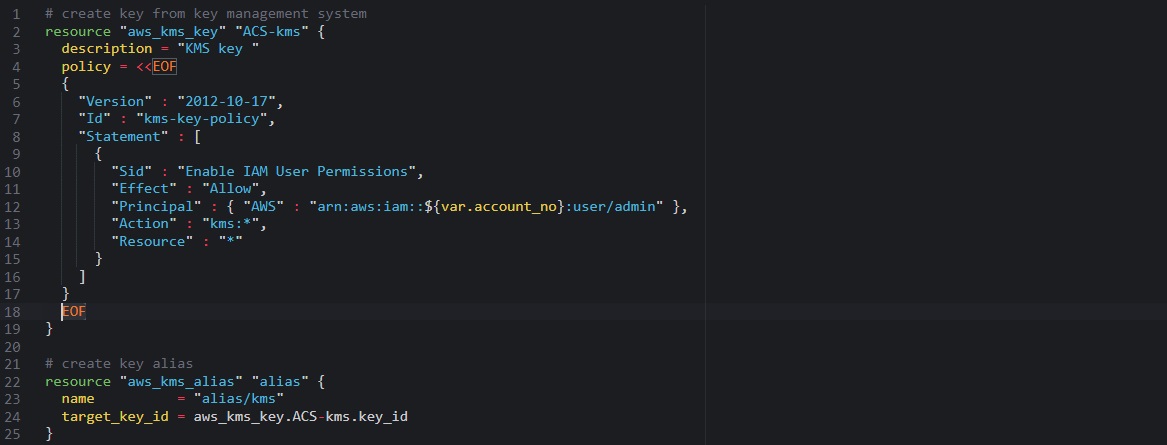 1 # create key from key management system
2 resource "aws_kms_key" "ACS-kms" {
3   description = "KMS key "
4   policy = <<EOF
5   {
6     "Version" : "2012-10-17",
7     "Id" : "kms-key-policy",
8     "Statement" : [
9       {
10         "Sid" : "Enable IAM User Permissions",
11         "Effect" : "Allow",
12         "Principal" : { "AWS" : "arn:aws:iam::${var.account_no}:user/admin" },
13         "Action" : "kms:*",
14         "Resource" : "*"
15       }
16     ]
17   }
18   EOF
19 }
20
21 # create key alias
22 resource "aws_kms_alias" "alias" {
23   name          = "alias/kms"
24   target_key_id = aws_kms_key.ACS-kms.key_id
25 }